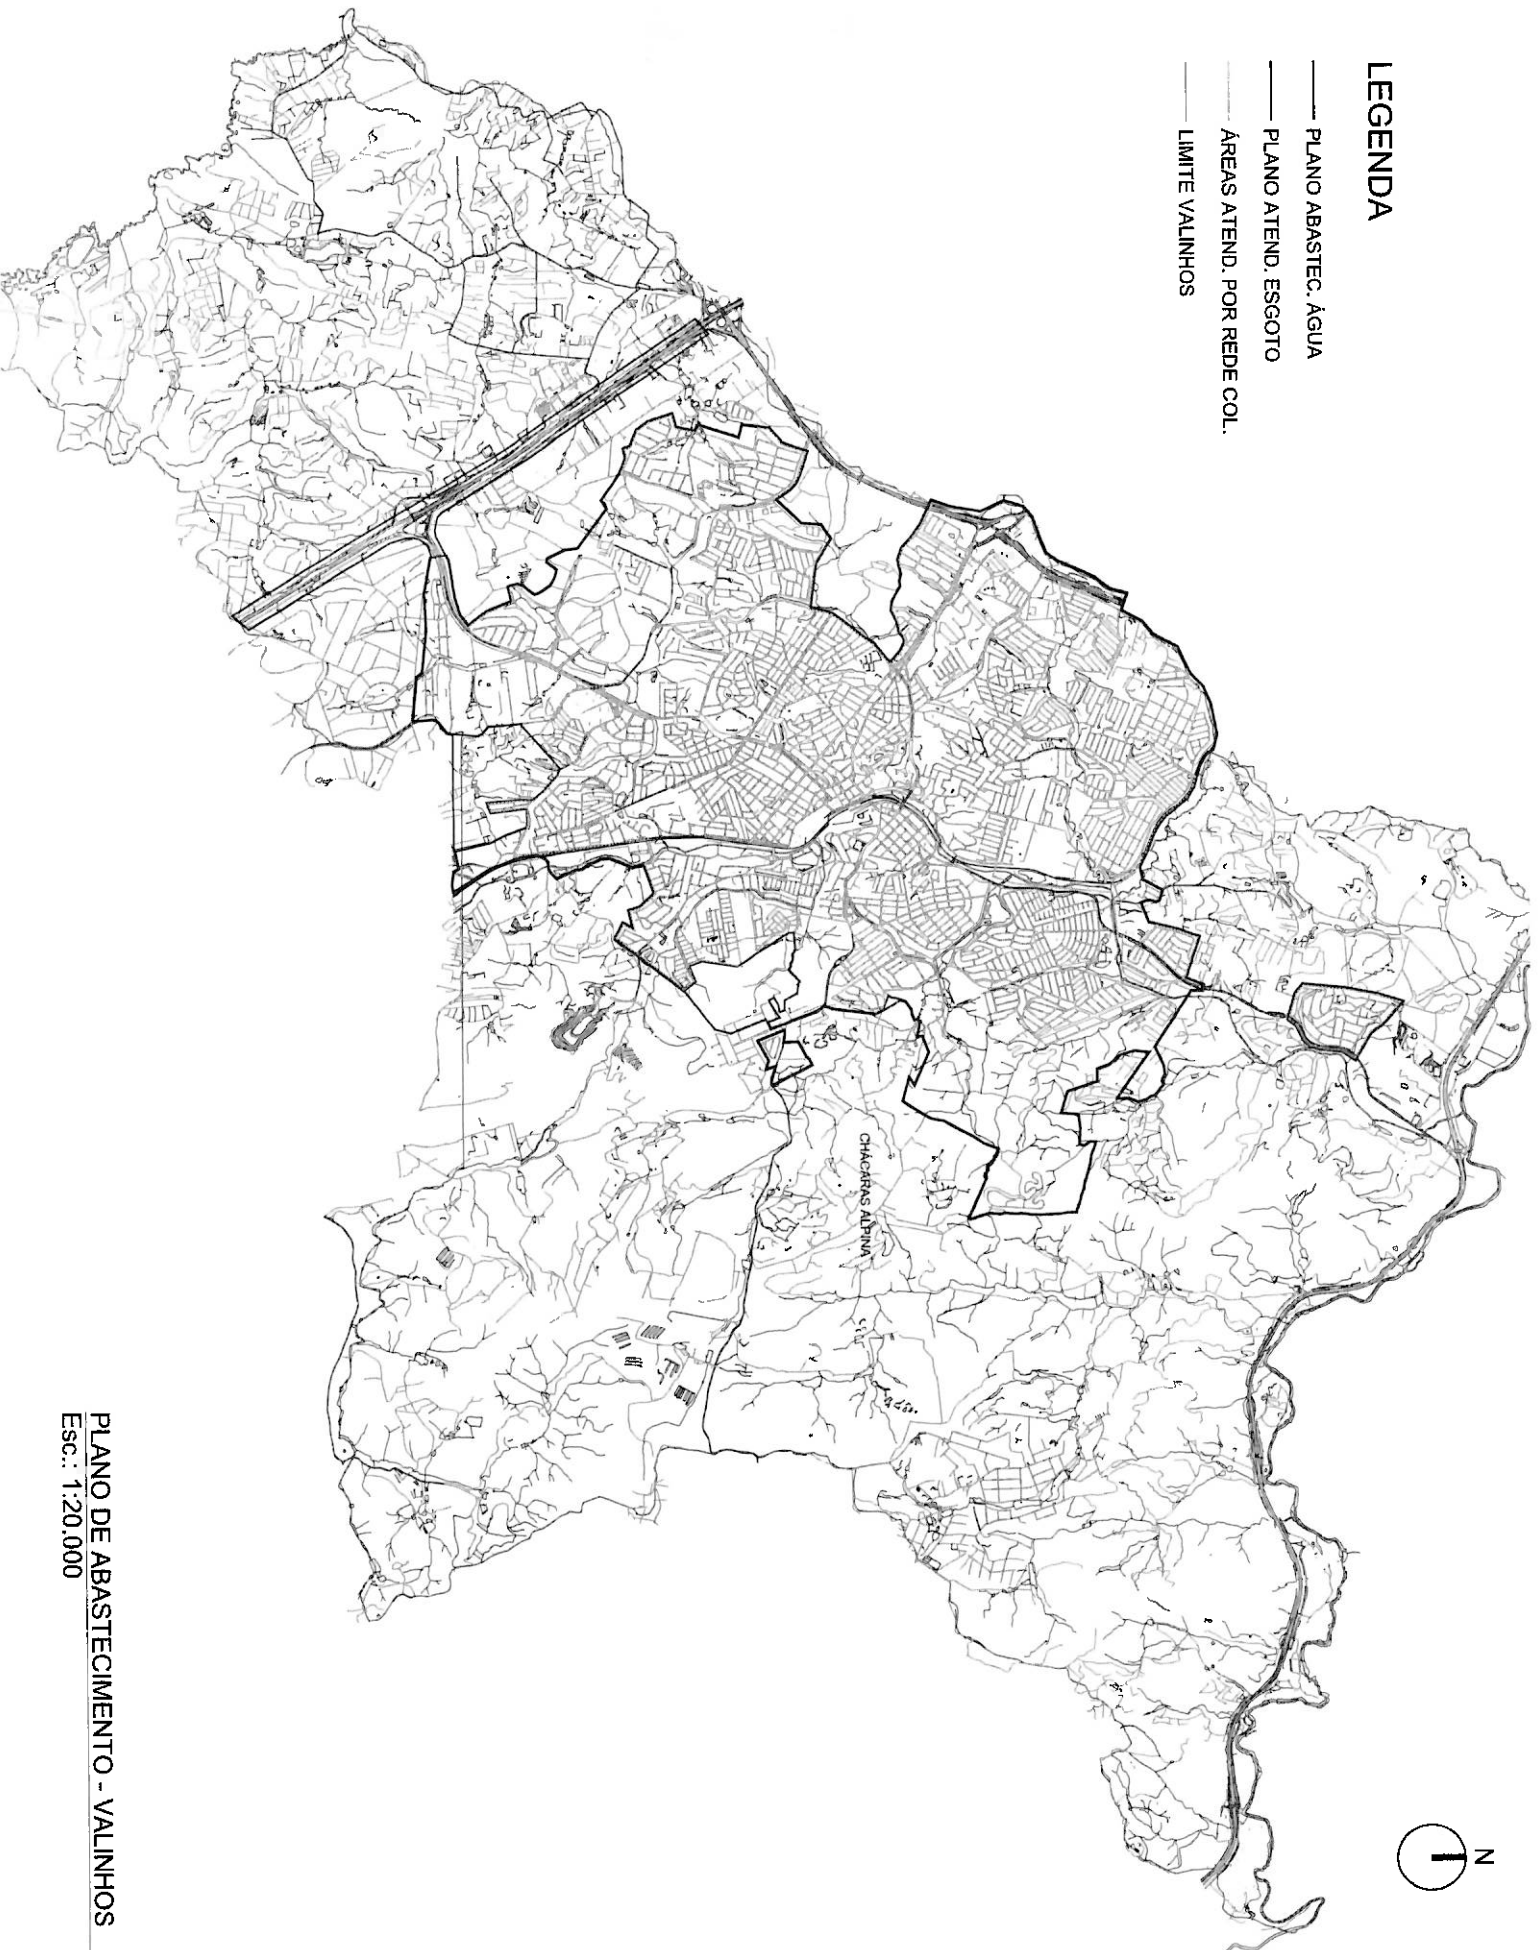 LEGENDA
PLANO ABASTEC. ÁGUA
PLANO ATEND. ESGOTO
ÁREAS ATEND. POR REDE COL.
LIMITE VALINHOS
N
CHÁCARAS ALPINA
PLANO DE ABASTECIMENTO - VALINHOS
Esc.: 1:20.000